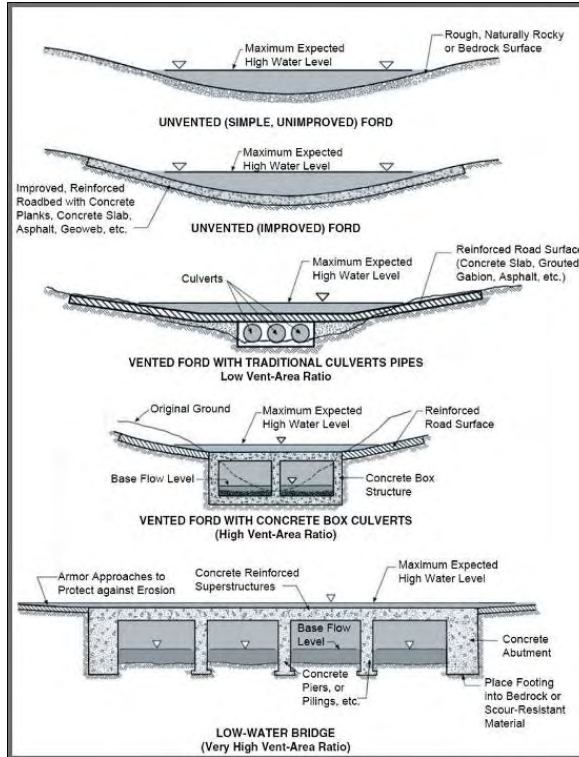 Maximum Expected
High Water Level
Rough, Naturally Rocky
or Bedrock Surface
UNVENTED (SIMPLE, UNIMPROVED) FORD
Maximum Expected
High Water Level
Improved, Reinforced
Roadbed with Concrete
Planks, Concrete Slab,
Asphalt, Geoweb, etc.
UNVENTED (IMPROVED) FORD
Culverts
Maximum Expected
High Water Level
Reinforced Road Surface
(Concrete Slab, Grouted
Gabion, Asphalt, etc.)
VENTED FORD WITH TRADITIONAL CULVERTS PIPES
Low Vent-Area Ratio
Original Ground
Maximum Expected
High Water Level
Reinforced
Road Surface
Base Flow Level
Concrete Box
Structure
VENTED FORD WITH CONCRETE BOX CULVERTS
(High Vent-Area Ratio)
Armor Approaches to
Protect against Erosion
Concrete Reinforced
Superstructures
Maximum Expected
High Water Level
Base Flow
Level
Concrete
Abutment
Concrete
Piers, or
Pilings, etc.
Place Footing
into Bedrock or
Scour-Resistant
Material
LOW-WATER BRIDGE
(Very High Vent-Area Ratio)